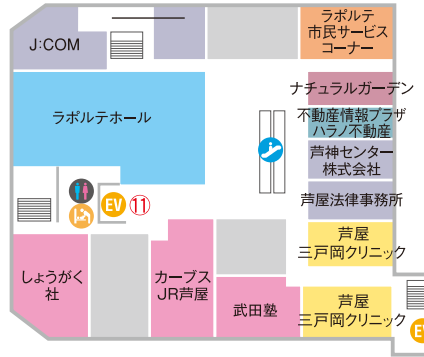 ラポルテ
市民サービス
コーナー
J:COM
ナチュラルガーデン
ラポルテホール
不動産情報プラザ
ハラノ不動産
芦神センター
株式会社
芦屋法律事務所
EV
⑪
芦屋
三戸岡クリニック
しょうがく
社
カーブス
JR芦屋
武田塾
芦屋
三戸岡クリニック
EV